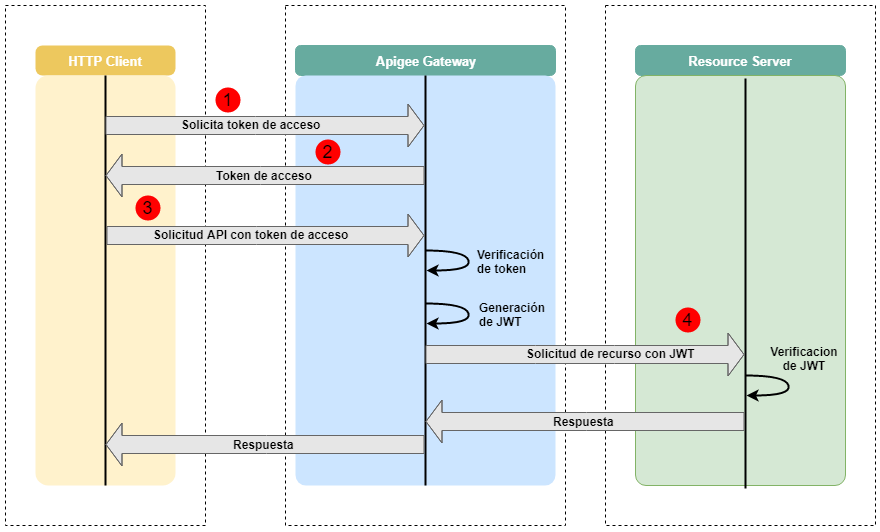 HTTP Client
Apigee Gateway
Resource Server
1
Solicita token de acceso
2
Token de acceso
3
Solicitud API con token de acceso
Verificación
de token
Generación
de JWT
4
Solicitud de recurso con JWT
Verificacion
de JWT
Respuesta
Respuesta